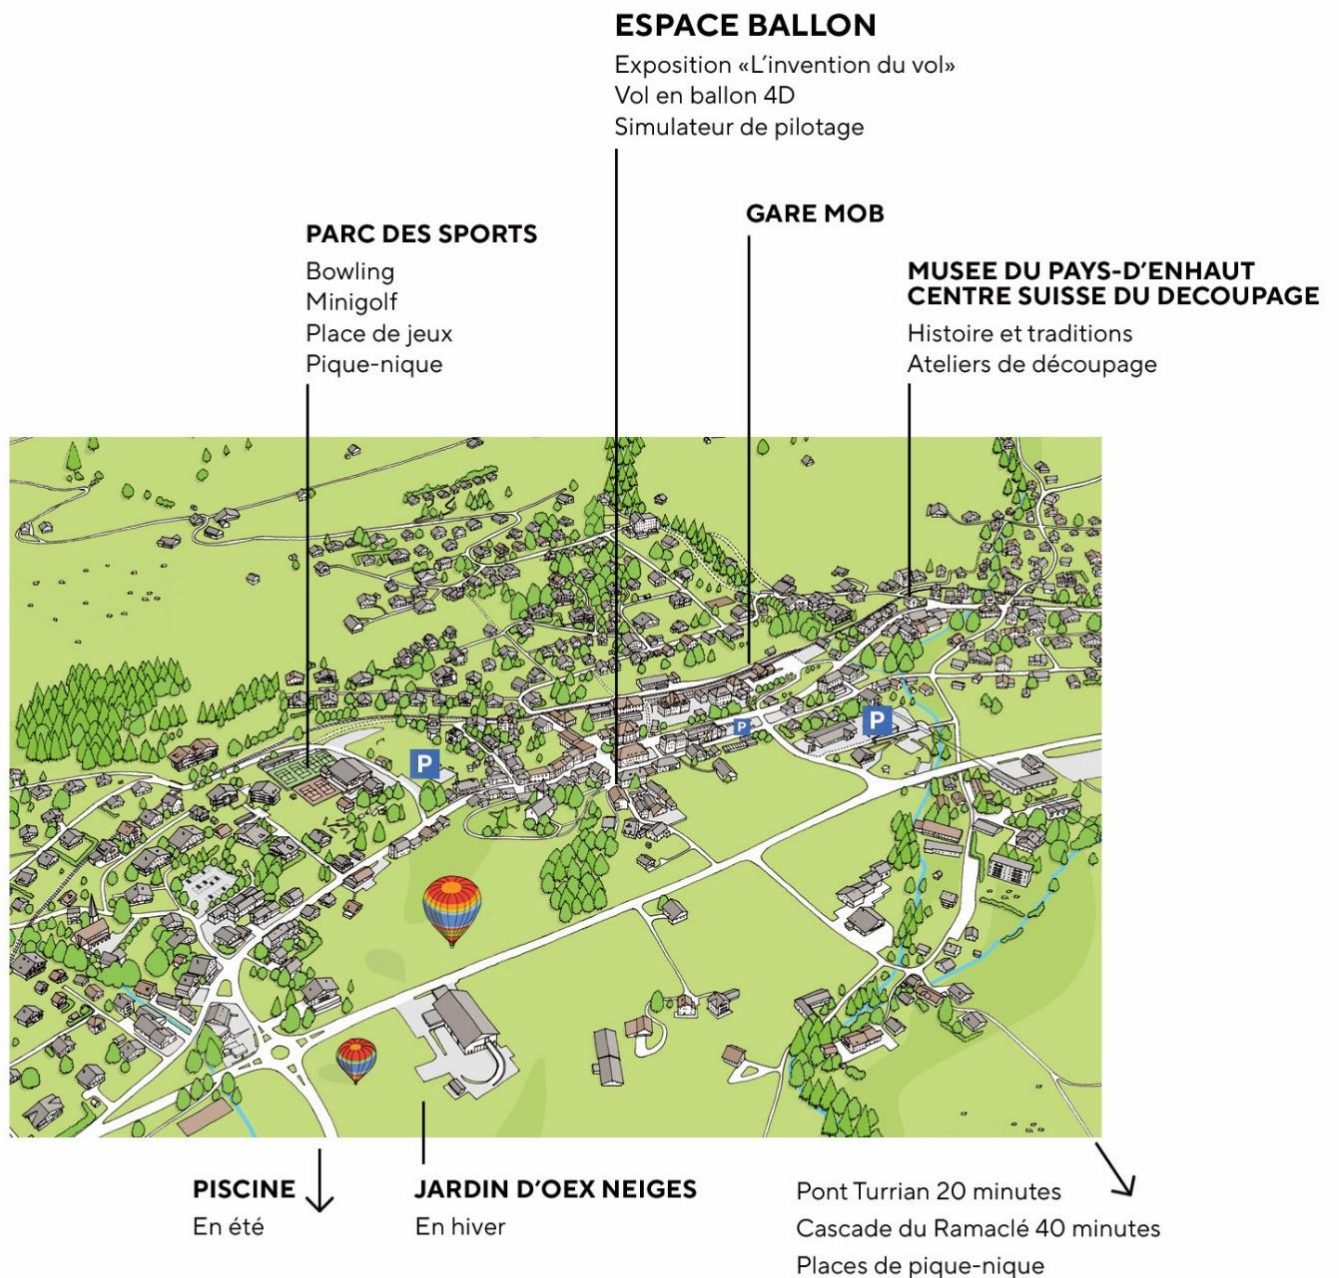 ESPACE BALLON
Exposition «L'invention du vol»
Vol en ballon 4D
Simulateur de pilotage
GARE MOB
PARC DES SPORTS
Bowling
Minigolf
Place de jeux
Pique-nique
MUSEE DU PAYS-D'ENHAUT
CENTRE SUISSE DU DECOUPAGE
Histoire et traditions
Ateliers de découpage
P
P
P
PISCINE
En été
JARDIN D'OEX NEIGES
En hiver
Pont Turrian 20 minutes
Cascade du Ramaclé 40 minutes
Places de pique-nique